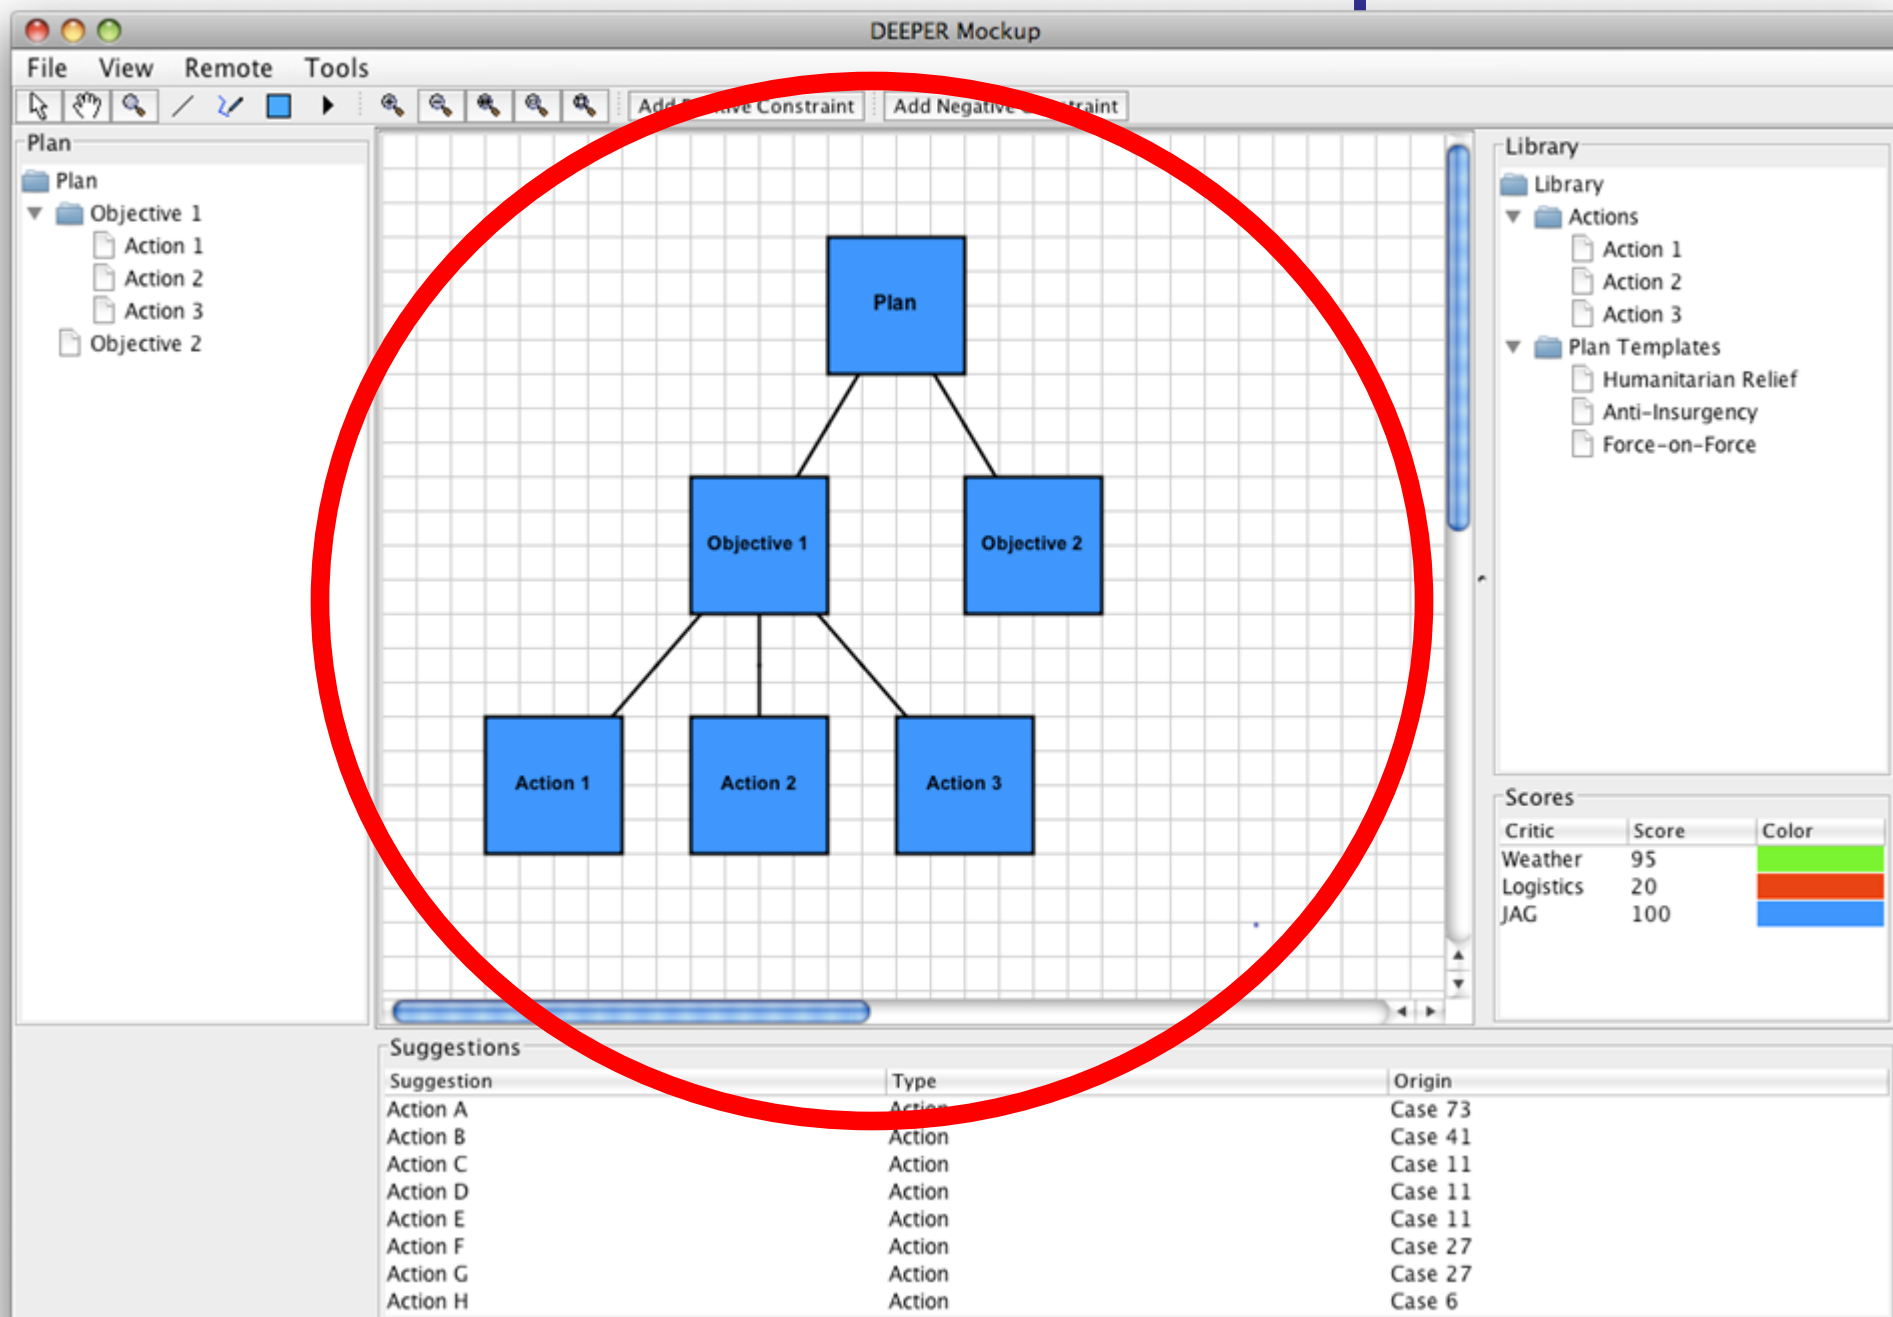 DEEPER Mockup
File View Remote Tools
Add Positive Constraint Add Negative Constraint
Plan
Plan
Objective 1
Action 1
Action 2
Action 3
Objective 2
Plan
Objective 1 Objective 2
Action 1 Action 2 Action 3
Library
Library
Actions
Action 1
Action 2
Action 3
Plan Templates
Humanitarian Relief
Anti-Insurgency
Force-on-Force
Scores
Critic Score Color
Weather 95
Logistics 20
JAG 100
Suggestions
Suggestion Type Origin
Action A Action Case 73
Action B Action Case 41
Action C Action Case 11
Action D Action Case 11
Action E Action Case 11
Action F Action Case 27
Action G Action Case 27
Action H Action Case 6